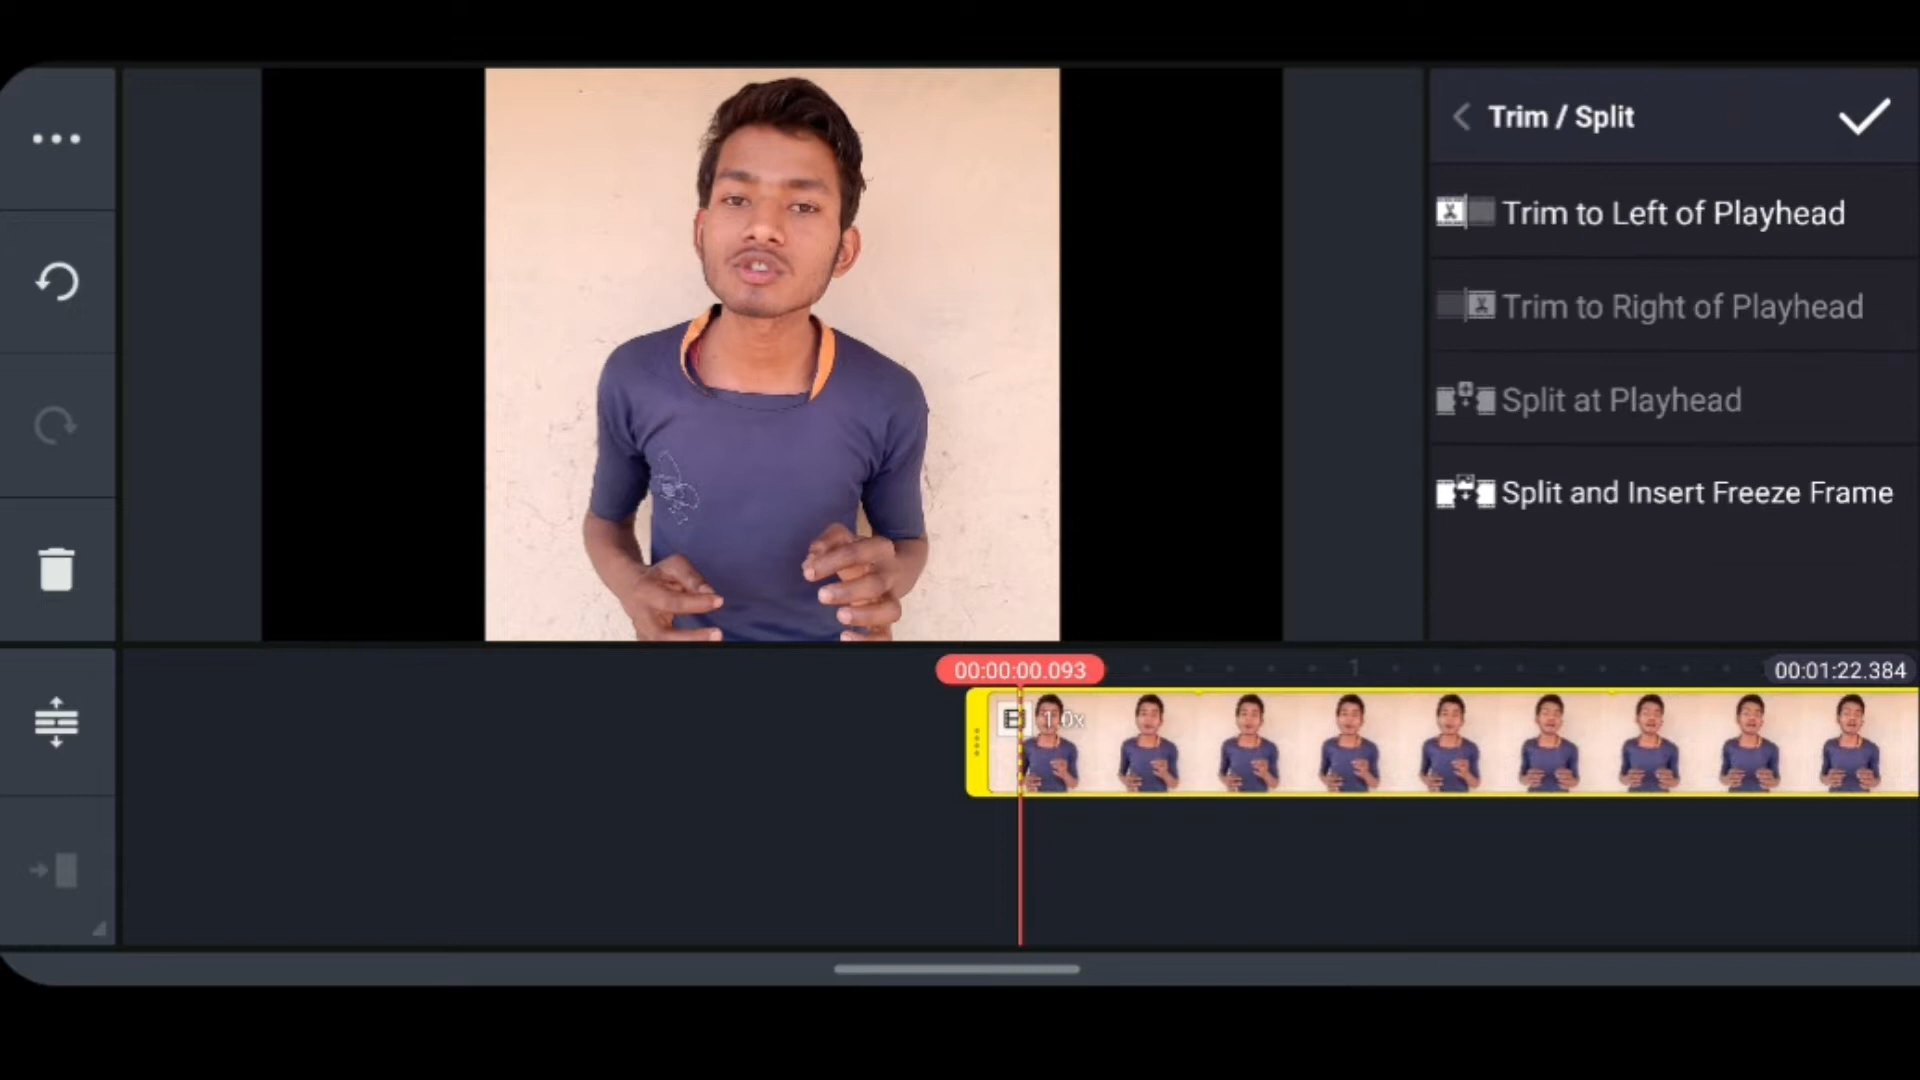 Trim / Split
Trim to Left of Playhead
Trim to Right of Playhead
Split at Playhead
Split and Insert Freeze Frame
00:00:00.093
1
00:01:22.384
1.0x